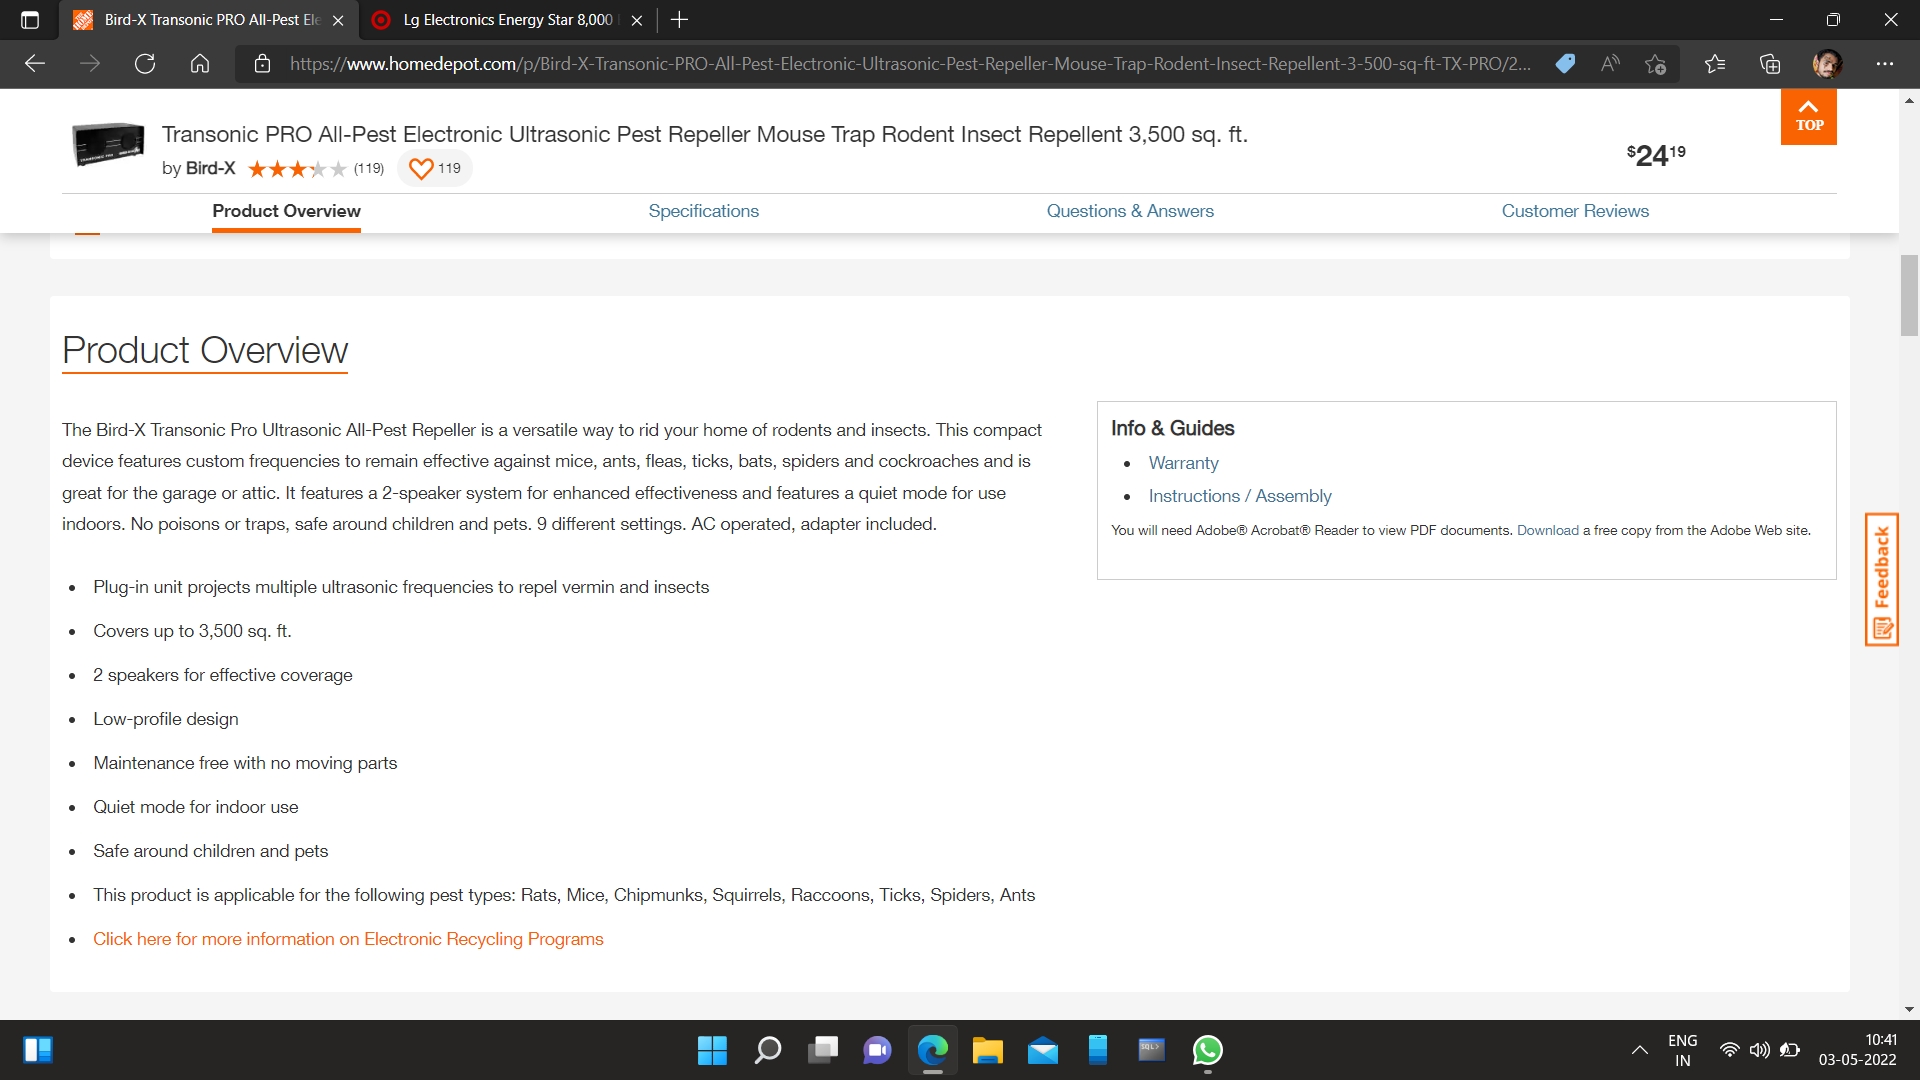 Bird-X Transonic PRO All-Pest Ele
Lg Electronics Energy Star 8,000
https://www.homedepot.com/p/Bird-X-Transonic-PRO-All-Pest-Electronic-Ultrasonic-Pest-Repeller-Mouse-Trap-Rodent-Insect-Repellent-3-500-sq-ft-TX-PRO/2...
Transonic PRO All-Pest Electronic Ultrasonic Pest Repeller Mouse Trap Rodent Insect Repellent 3,500 sq. ft.
by Bird-X (119) 119
$24 19
TOP
Product Overview Specifications Questions & Answers Customer Reviews
Product Overview
The Bird-X Transonic Pro Ultrasonic All-Pest Repeller is a versatile way to rid your home of rodents and insects. This compact
device features custom frequencies to remain effective against mice, ants, fleas, ticks, bats, spiders and cockroaches and is
great for the garage or attic. It features a 2-speaker system for enhanced effectiveness and features a quiet mode for use
indoors. No poisons or traps, safe around children and pets. 9 different settings. AC operated, adapter included.
• Plug-in unit projects multiple ultrasonic frequencies to repel vermin and insects
• Covers up to 3,500 sq. ft.
• 2 speakers for effective coverage
• Low-profile design
• Maintenance free with no moving parts
• Quiet mode for indoor use
• Safe around children and pets
• This product is applicable for the following pest types: Rats, Mice, Chipmunks, Squirrels, Raccoons, Ticks, Spiders, Ants
• Click here for more information on Electronic Recycling Programs
Info & Guides
• Warranty
• Instructions / Assembly
You will need Adobe® Acrobat® Reader to view PDF documents. Download a free copy from the Adobe Web site.
Feedback
SQL>
ENG
IN
10:41
03-05-2022